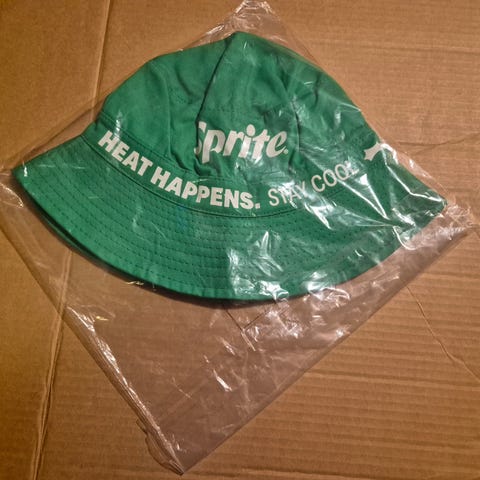 Sprite.
HEAT HAPPENS. STAY COOL.